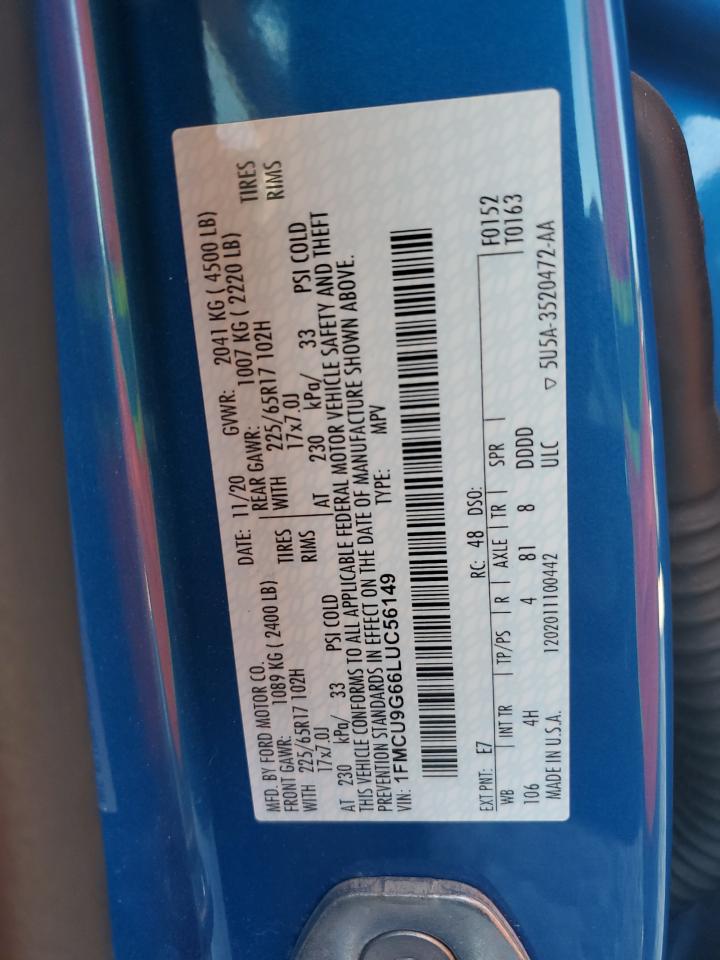 MFD. BY FORD MOTOR CO. DATE: 11/20 GVWR: 2041 KG ( 4500 LB)
FRONT GAWR: 1089 KG ( 2400 LB) REAR GAWR: 1007 KG ( 2220 LB)
WITH 225/65R17 102H TIRES WITH 225/65R17 102H TIRES
17x7.0J RIMS 17x7.0J RIMS
AT 230 kPa/ 33 PSI COLD AT 230 kPa/ 33 PSI COLD
THIS VEHICLE CONFORMS TO ALL APPLICABLE FEDERAL MOTOR VEHICLE SAFETY AND THEFT
PREVENTION STANDARDS IN EFFECT ON THE DATE OF MANUFACTURE SHOWN ABOVE.
VIN: 1FMCU9G66LUC56149 TYPE: MPV
EXT PNT: E7 RC: 48 DSO: F0152
WB | INT TR | TP/PS | R | AXLE | TR | SPR | T0163
106 4H 4 81 8 DDDD
MADE IN U.S.A. 1202011100442 ULC ▽ 5U5A-3520472-AA